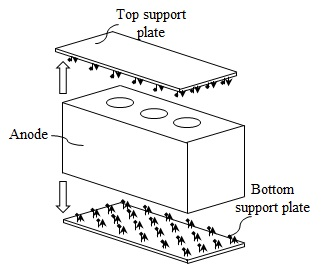 Top support
plate
Anode
Bottom
support plate